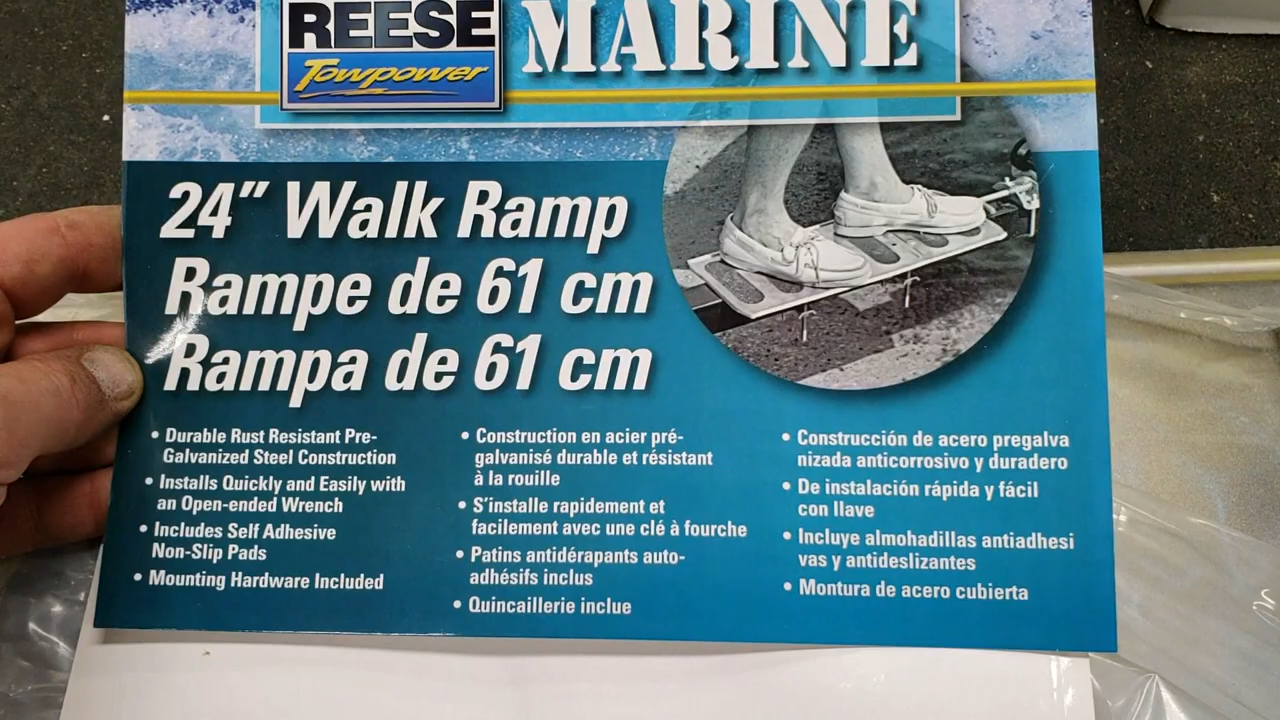 REESE
Towpower
MARINE
24" Walk Ramp
Rampe de 61 cm
Rampa de 61 cm
• Durable Rust Resistant Pre-
Galvanized Steel Construction
• Installs Quickly and Easily with
an Open-ended Wrench
• Includes Self Adhesive
Non-Slip Pads
• Mounting Hardware Included
• Construction en acier pré-
galvanisé durable et résistant
à la rouille
• S'installe rapidement et
facilement avec une clé à fourche
• Patins antidérapants auto-
adhésifs inclus
• Quincaillerie inclue
• Construcción de acero pregalva
nizada anticorrosivo y duradero
• De instalación rápida y fácil
con llave
• Incluye almohadillas antiadhesi
vas y antideslizantes
• Montura de acero cubierta